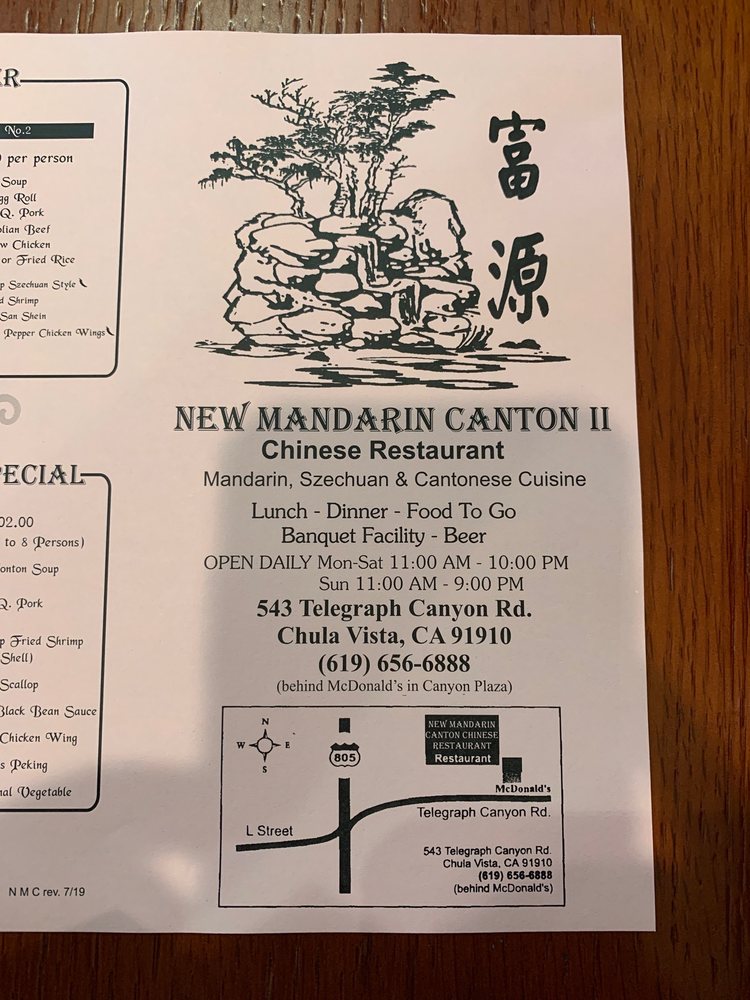 ER
No.2
per person
Soup
gg Roll
Q. Pork
olian Beef
w Chicken
or Fried Rice
p Szechuan Style
d Shrimp
San Shein
Pepper Chicken Wings
PECIAL
02.00
to 8 Persons)
onton Soup
Q. Pork
p Fried Shrimp
Shell)
Scallop
Black Bean Sauce
Chicken Wing
s Peking
nal Vegetable
N M C rev. 7/19
富源
NEW MANDARIN CANTON II
Chinese Restaurant
Mandarin, Szechuan & Cantonese Cuisine
Lunch - Dinner - Food To Go
Banquet Facility - Beer
OPEN DAILY Mon-Sat 11:00 AM - 10:00 PM
Sun 11:00 AM - 9:00 PM
543 Telegraph Canyon Rd.
Chula Vista, CA 91910
(619) 656-6888
(behind McDonald's in Canyon Plaza)
N
W E
S
805
NEW MANDARIN
CANTON CHINESE
RESTAURANT
Restaurant
McDonald's
Telegraph Canyon Rd.
L Street
543 Telegraph Canyon Rd.
Chula Vista, CA 91910
(619) 656-6888
(behind McDonald's)